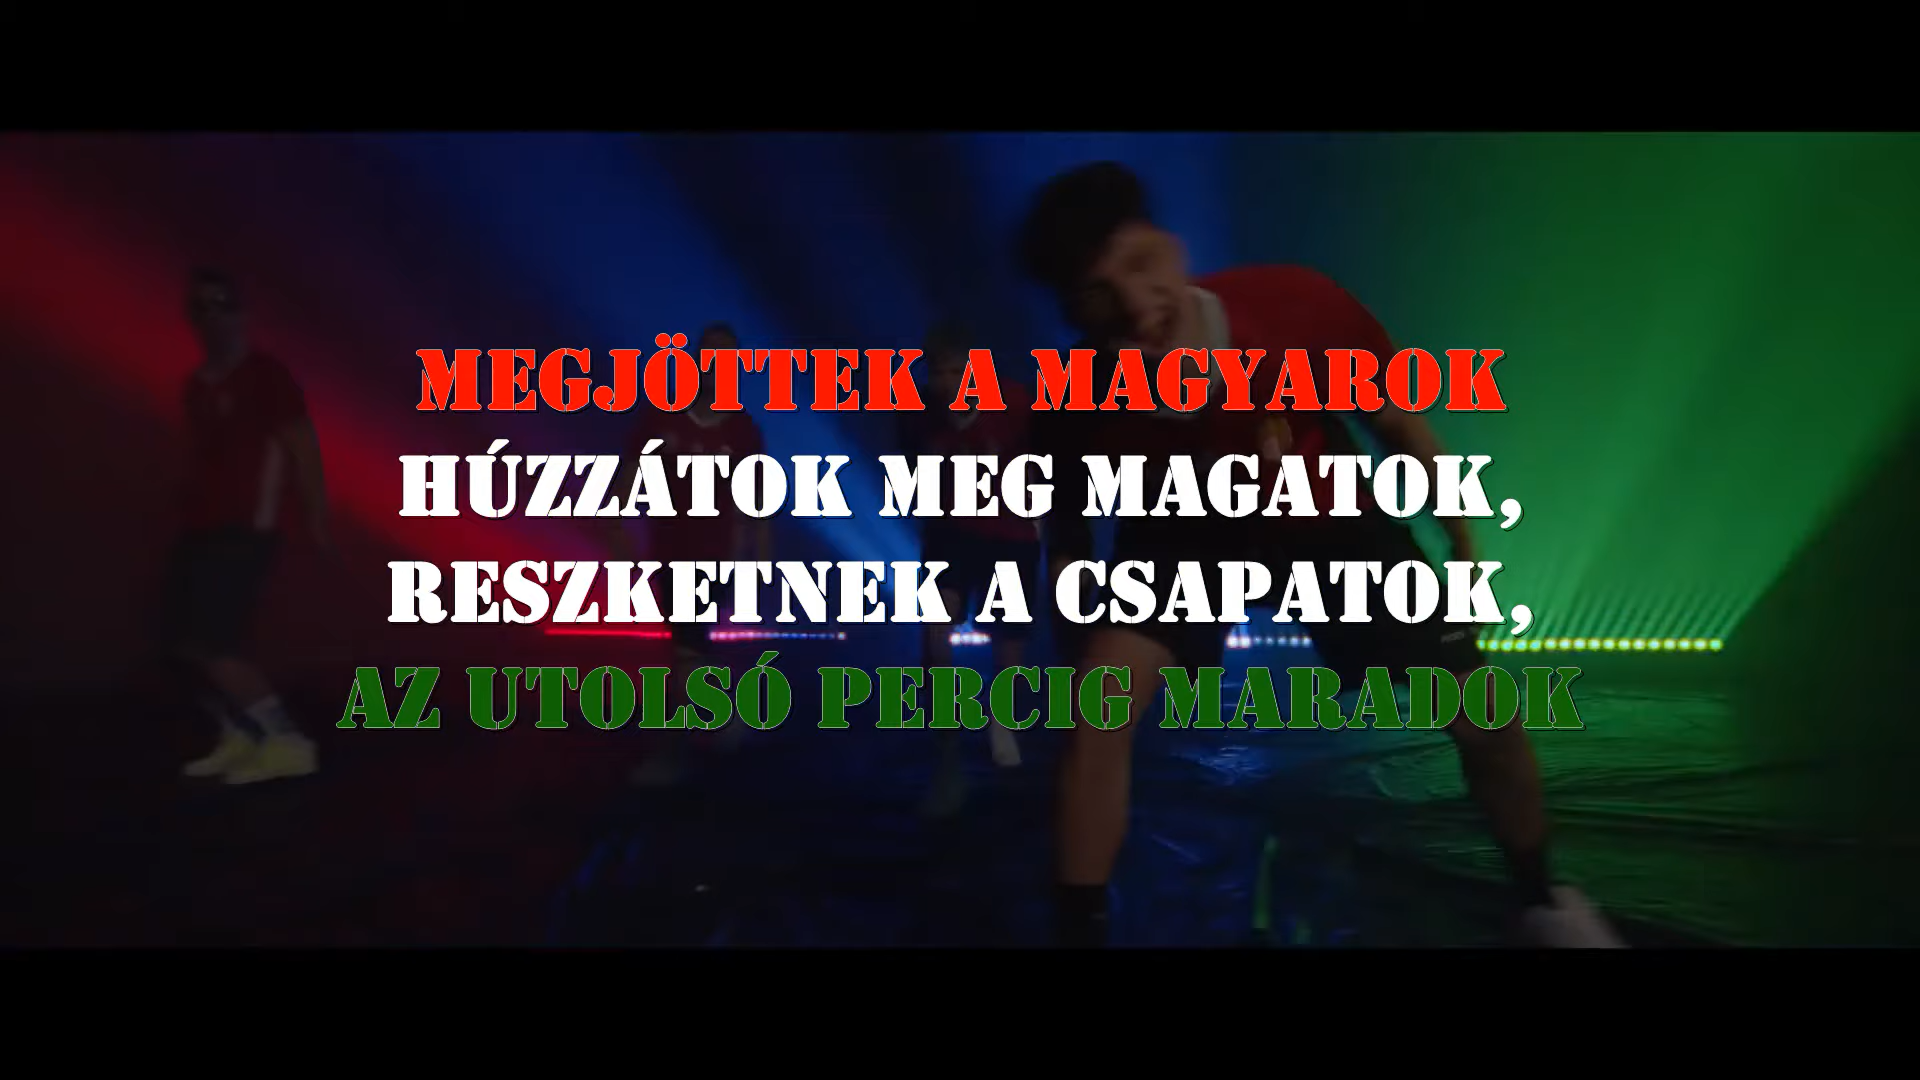 MEGJÖTTEK A MAGYAROK
HÚZZÁTOK MEG MAGATOK,
RESZKETNEK A CSAPATOK,
AZ UTOLSÓ PERCIG MARADOK